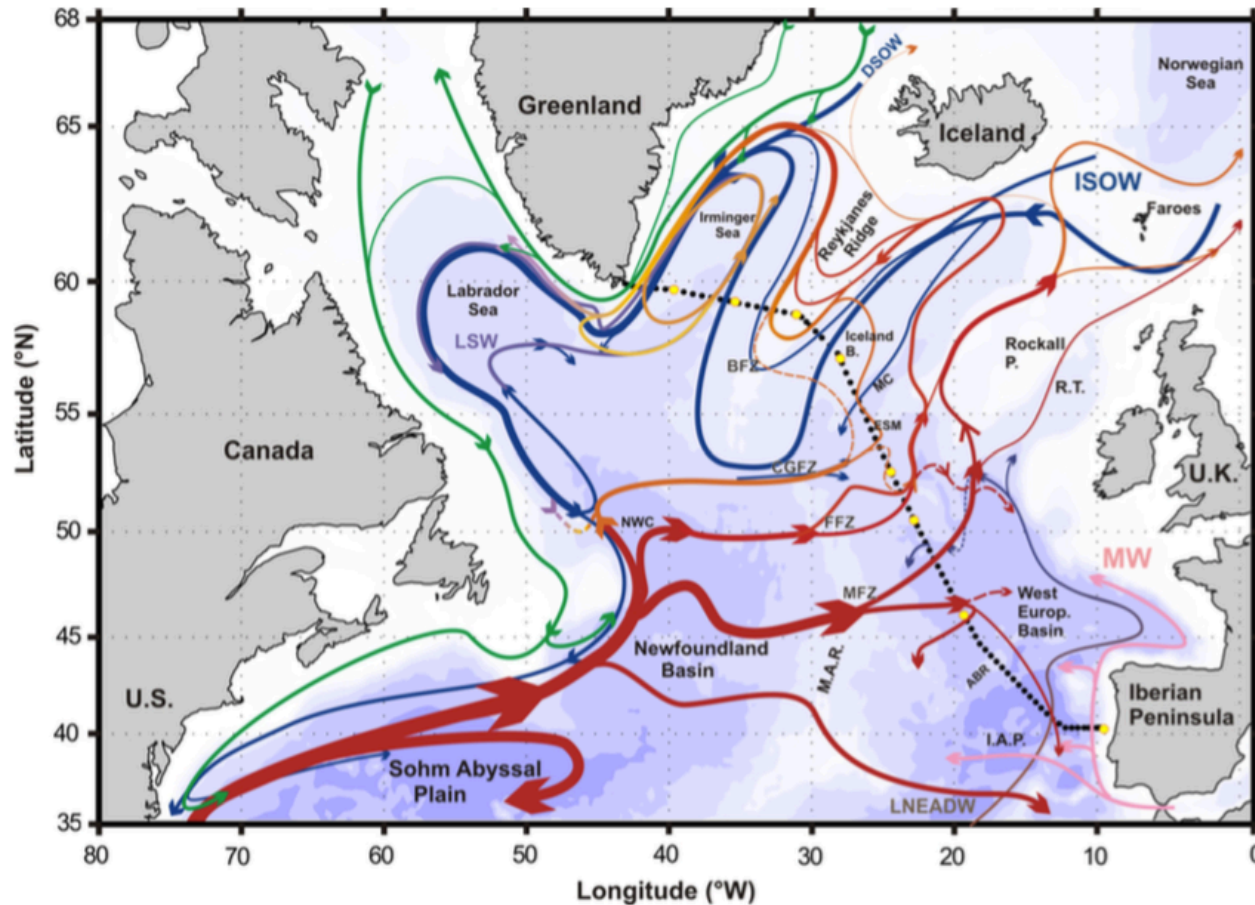 68
65
60
55
50
45
40
35
Latitude (°N)
80
70
60
50
40
30
20
10
0
Longitude (°W)
Greenland
DSOW
Iceland
Norwegian
Sea
ISOW
Faroes
Irminger
Sea
Reykjanes
Ridge
Labrador
Sea
LSW
Iceland
B.
BFZ
MC
Rockall
P.
R.T.
ESM
Canada
CGFZ
U.K.
NWC
FFZ
MW
MFZ
West
Europ.
Basin
Newfoundland
Basin
M.A.R.
ABR
U.S.
Iberian
Peninsula
I.A.P.
Sohm Abyssal
Plain
LNEADW